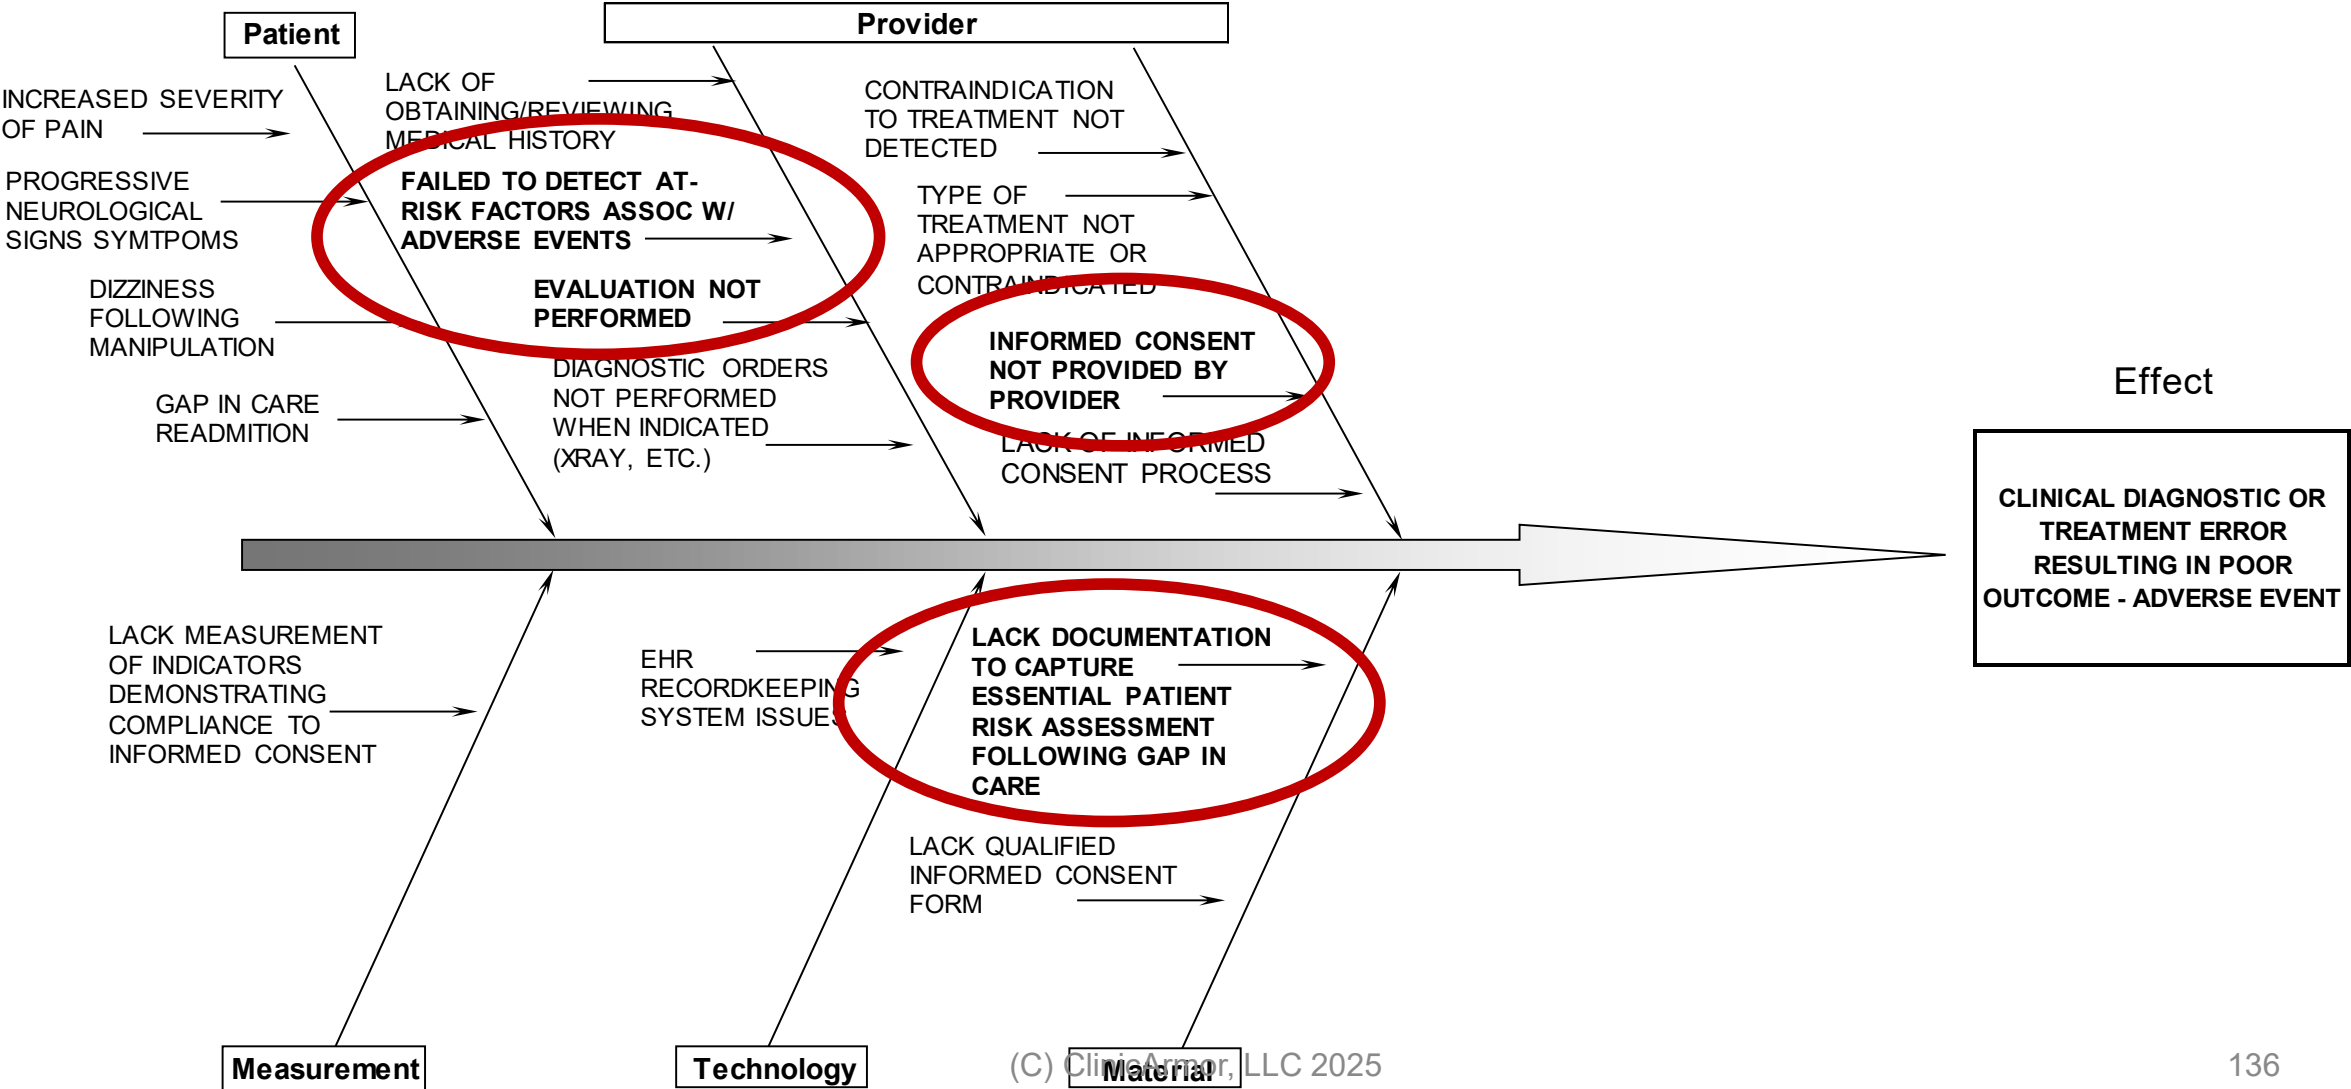 Patient
Provider
INCREASED SEVERITY
OF PAIN
PROGRESSIVE
NEUROLOGICAL
SIGNS SYMTPOMS
DIZZINESS
FOLLOWING
MANIPULATION
GAP IN CARE
READMITION
LACK OF
OBTAINING/REVIEWING
MEDICAL HISTORY
FAILED TO DETECT AT-
RISK FACTORS ASSOC W/
ADVERSE EVENTS
EVALUATION NOT
PERFORMED
DIAGNOSTIC ORDERS
NOT PERFORMED
WHEN INDICATED
(XRAY, ETC.)
CONTRAINDICATION
TO TREATMENT NOT
DETECTED
TYPE OF
TREATMENT NOT
APPROPRIATE OR
CONTRAINDICATED
INFORMED CONSENT
NOT PROVIDED BY
PROVIDER
LACK OF INFORMED
CONSENT PROCESS
Effect
CLINICAL DIAGNOSTIC OR
TREATMENT ERROR
RESULTING IN POOR
OUTCOME - ADVERSE EVENT
LACK MEASUREMENT
OF INDICATORS
DEMONSTRATING
COMPLIANCE TO
INFORMED CONSENT
EHR
RECORDKEEPING
SYSTEM ISSUES
LACK DOCUMENTATION
TO CAPTURE
ESSENTIAL PATIENT
RISK ASSESSMENT
FOLLOWING GAP IN
CARE
LACK QUALIFIED
INFORMED CONSENT
FORM
Measurement
Technology
Material
(C) ClinicArmor, LLC 2025
136